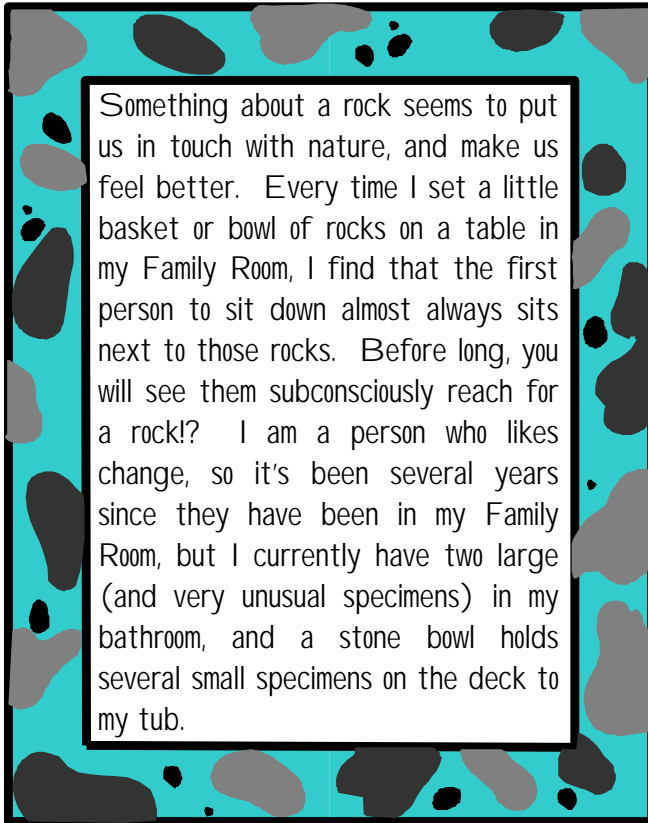 Something about a rock seems to put
us in touch with nature, and make us
feel better. Every time I set a little
basket or bowl of rocks on a table in
my Family Room, I find that the first
person to sit down almost always sits
next to those rocks. Before long, you
will see them subconsciously reach for
a rock!? I am a person who likes
change, so it's been several years
since they have been in my Family
Room, but I currently have two large
(and very unusual specimens) in my
bathroom, and a stone bowl holds
several small specimens on the deck to
my tub.